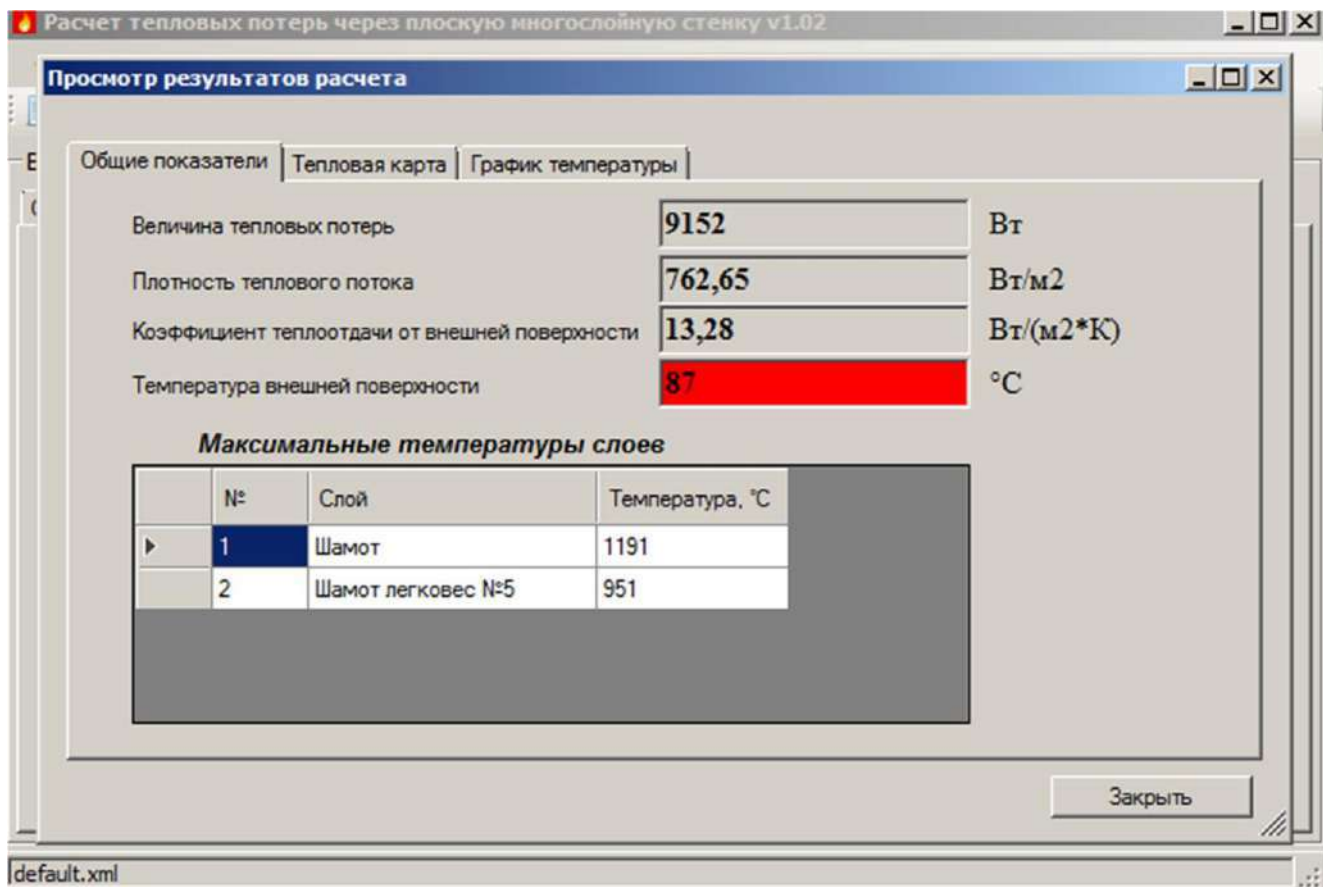 Расчет тепловых потерь через плоскую многослойную стенку v1.02
Просмотр результатов расчета
Общие показатели Тепловая карта График температуры
Величина тепловых потерь 9152 Вт
Плотность теплового потока 762,65 Вт/м2
Коэффициент теплоотдачи от внешней поверхности 13,28 Вт/(м2*К)
Температура внешней поверхности 87 °C
Максимальные температуры слоев
№ Слой Температура, °C
1 Шамот 1191
2 Шамот легковес №5 951
Закрыть
default.xml